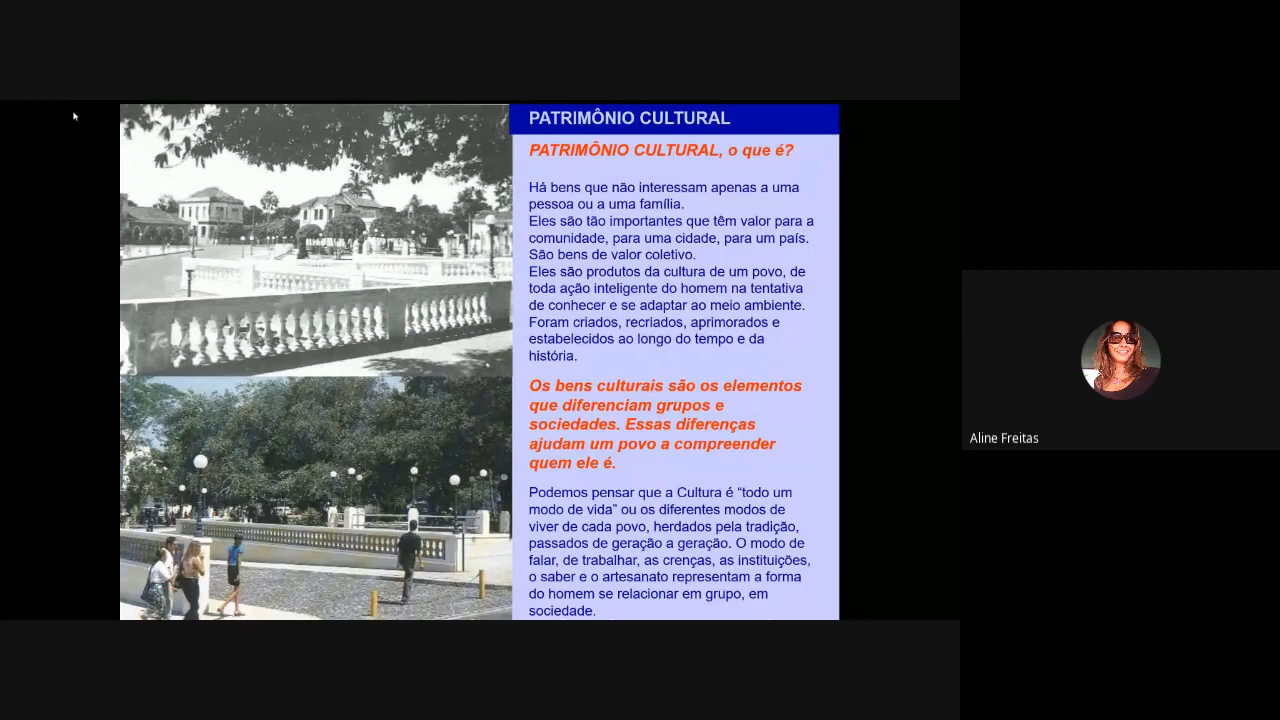 PATRIMÔNIO CULTURAL
PATRIMÔNIO CULTURAL, o que é?
Há bens que não interessam apenas a uma
pessoa ou a uma família.
Eles são tão importantes que têm valor para a
comunidade, para uma cidade, para um país.
São bens de valor coletivo.
Eles são produtos da cultura de um povo, de
toda ação inteligente do homem na tentativa
de conhecer e se adaptar ao meio ambiente.
Foram criados, recriados, aprimorados e
estabelecidos ao longo do tempo e da
história.
Os bens culturais são os elementos
que diferenciam grupos e
sociedades. Essas diferenças
ajudam um povo a compreender
quem ele é.
Podemos pensar que a Cultura é “todo um
modo de vida” ou os diferentes modos de
viver de cada povo, herdados pela tradição,
passados de geração a geração. O modo de
falar, de trabalhar, as crenças, as instituições,
o saber e o artesanato representam a forma
do homem se relacionar em grupo, em
sociedade.
Aline Freitas